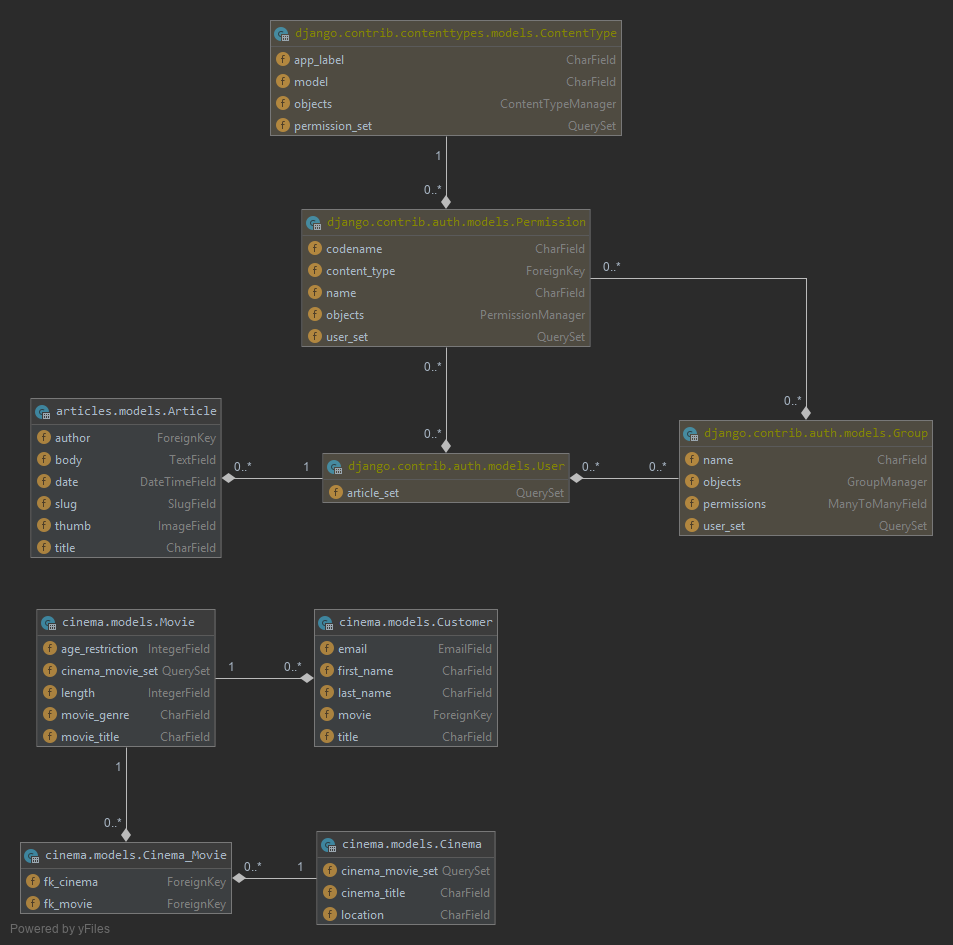 django.contrib.contenttypes.models.ContentType
f app_label CharField
f model CharField
f objects ContentTypeManager
f permission_set QuerySet
1
0..*
django.contrib.auth.models.Permission
f codename CharField
f content_type ForeignKey
f name CharField
f objects PermissionManager
f user_set QuerySet
0..*
0..*
0..*
0..*
articles.models.Article
f author ForeignKey
f body TextField
f date DateTimeField
f slug SlugField
f thumb ImageField
f title CharField
0..* 1
django.contrib.auth.models.User
f article_set QuerySet
0..* 0..*
django.contrib.auth.models.Group
f name CharField
f objects GroupManager
f permissions ManyToManyField
f user_set QuerySet
cinema.models.Movie
f age_restriction IntegerField
f cinema_movie_set QuerySet
f length IntegerField
f movie_genre CharField
f movie_title CharField
1 0..*
cinema.models.Customer
f email EmailField
f first_name CharField
f last_name CharField
f movie ForeignKey
f title CharField
1
0..*
cinema.models.Cinema_Movie
f fk_cinema ForeignKey
f fk_movie ForeignKey
0..* 1
cinema.models.Cinema
f cinema_movie_set QuerySet
f cinema_title CharField
f location CharField
Powered by yFiles